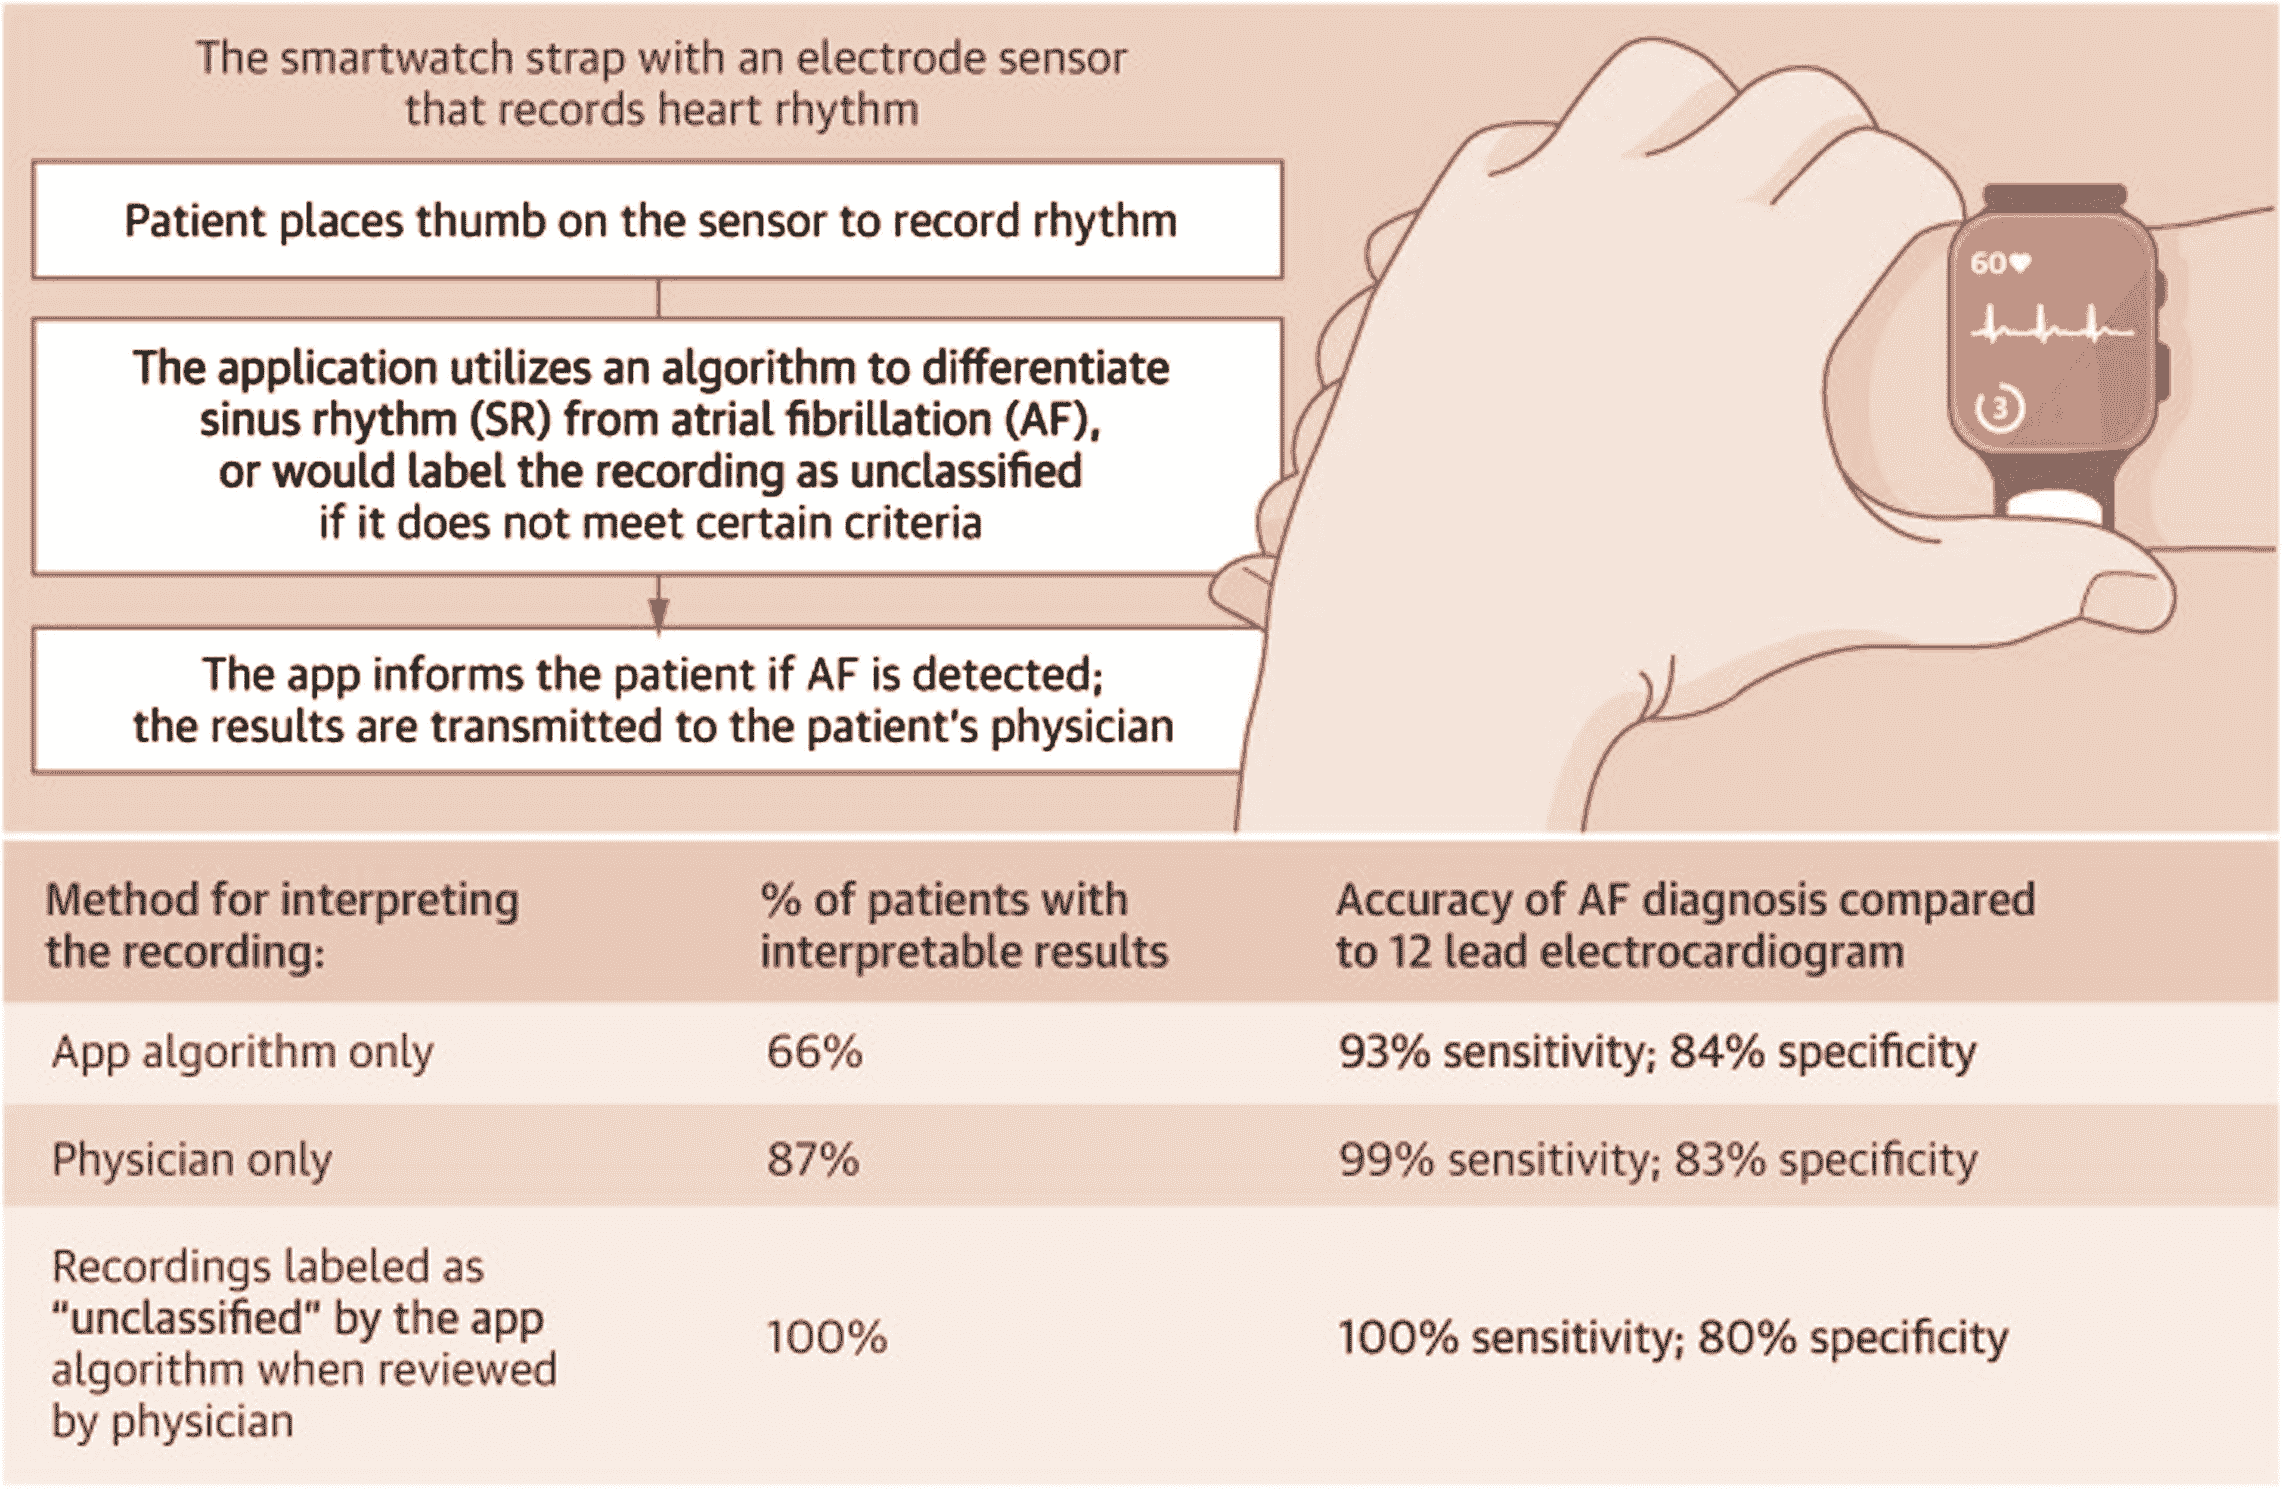 The smartwatch strap with an electrode sensor
that records heart rhythm
Patient places thumb on the sensor to record rhythm
The application utilizes an algorithm to differentiate
sinus rhythm (SR) from atrial fibrillation (AF),
or would label the recording as unclassified
if it does not meet certain criteria
The app informs the patient if AF is detected;
the results are transmitted to the patient's physician
60
3
Method for interpreting
the recording:
% of patients with
interpretable results
Accuracy of AF diagnosis compared
to 12 lead electrocardiogram
App algorithm only
66%
93% sensitivity; 84% specificity
Physician only
87%
99% sensitivity; 83% specificity
Recordings labeled as
"unclassified" by the app
algorithm when reviewed
by physician
100%
100% sensitivity; 80% specificity